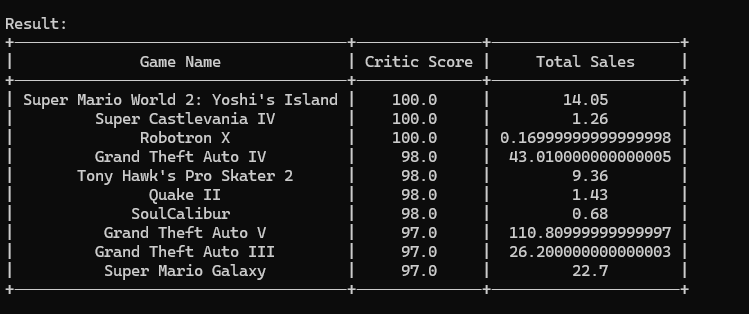 Result:
Game Name | Critic Score | Total Sales
Super Mario World 2: Yoshi's Island | 100.0 | 14.05
Super Castlevania IV | 100.0 | 1.26
Robotron X | 100.0 | 0.16999999999999998
Grand Theft Auto IV | 98.0 | 43.010000000000005
Tony Hawk's Pro Skater 2 | 98.0 | 9.36
Quake II | 98.0 | 1.43
SoulCalibur | 98.0 | 0.68
Grand Theft Auto V | 97.0 | 110.80999999999997
Grand Theft Auto III | 97.0 | 26.200000000000003
Super Mario Galaxy | 97.0 | 22.7